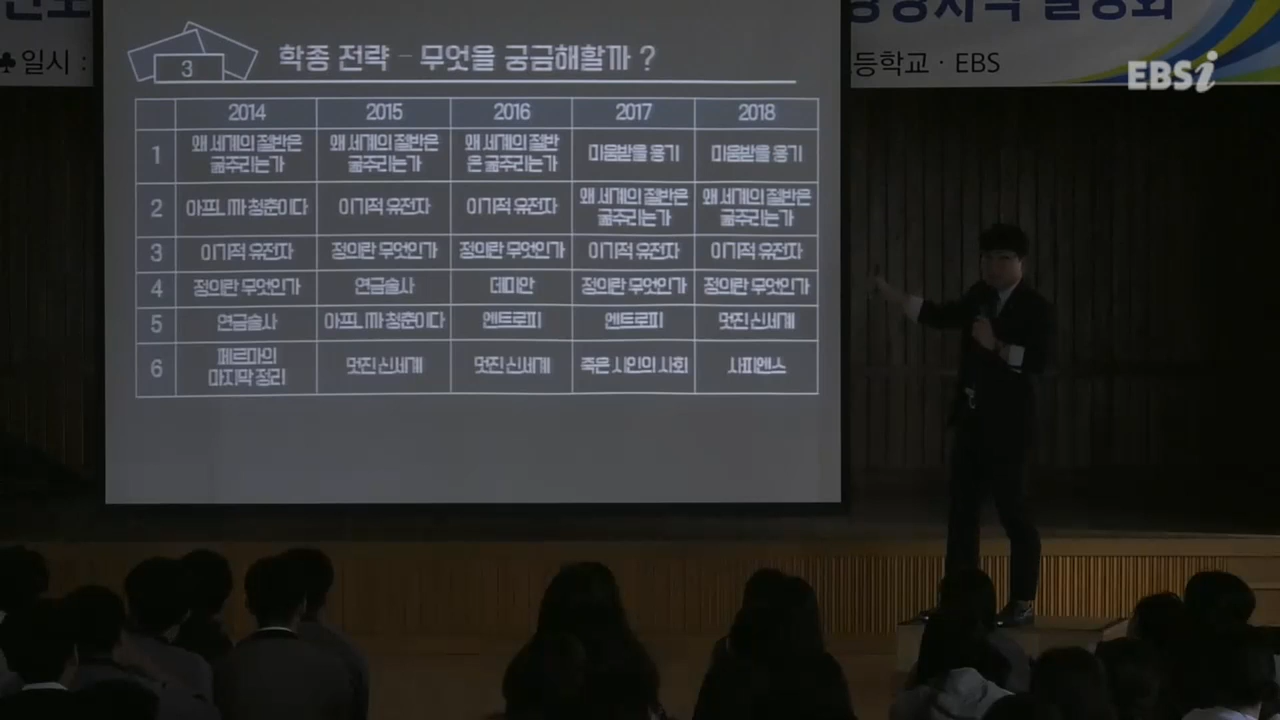 ♣일시 :
등학교 · EBS
EBSi
3
학종 전략 – 무엇을 궁금해할까 ?
2014 2015 2016 2017 2018
1 왜 세계의 절반은 굶주리는가 왜 세계의 절반은 굶주리는가 왜 세계의 절반은 굶주리는가 미움받을 용기 미움받을 용기
2 아프니까 청춘이다 이기적 유전자 이기적 유전자 왜 세계의 절반은 굶주리는가 왜 세계의 절반은 굶주리는가
3 이기적 유전자 정의란 무엇인가 정의란 무엇인가 이기적 유전자 이기적 유전자
4 정의란 무엇인가 연금술사 데미안 정의란 무엇인가 정의란 무엇인가
5 연금술사 아프니까 청춘이다 엔트로피 엔트로피 멋진 신세계
6 페르마의 마지막 정리 멋진 신세계 멋진 신세계 죽은 시인의 사회 사피엔스